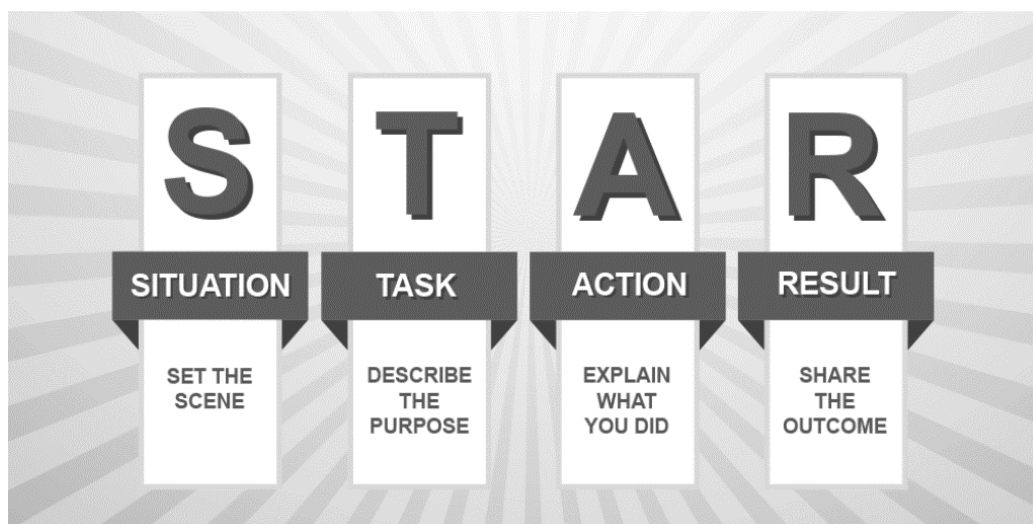 S
SITUATION
SET THE
SCENE
T
TASK
DESCRIBE
THE
PURPOSE
A
ACTION
EXPLAIN
WHAT
YOU DID
R
RESULT
SHARE
THE
OUTCOME